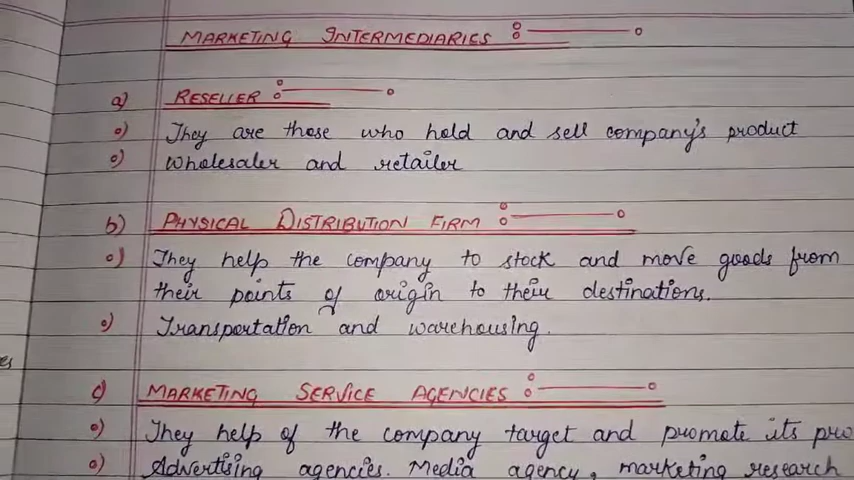 MARKETING INTERMEDIARIES :-
a) RESELLER :-
o) They are those who hold and sell company's product
o) Wholesaler and retailer
b) PHYSICAL DISTRIBUTION FIRM :-
o) They help the company to stock and move goods from
their points of origin to their destinations.
o) Transportation and warehousing.
c) MARKETING SERVICE AGENCIES :-
o) They help of the company target and promote its pro
o) Advertising agencies. Media agency, marketing research